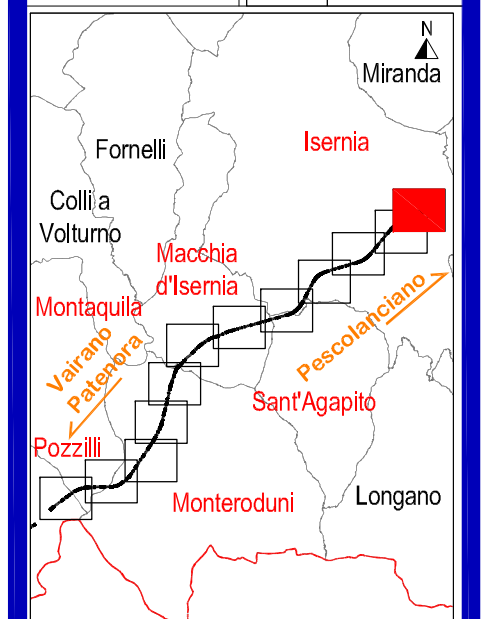 N
Miranda
Isernia
Fornelli
Colli a
Volturno
Macchia
d'Isernia
Montaquila
Pescolanciano
Vairano
Patenora
Sant'Agapito
Pozzilli
Monteroduni
Longano